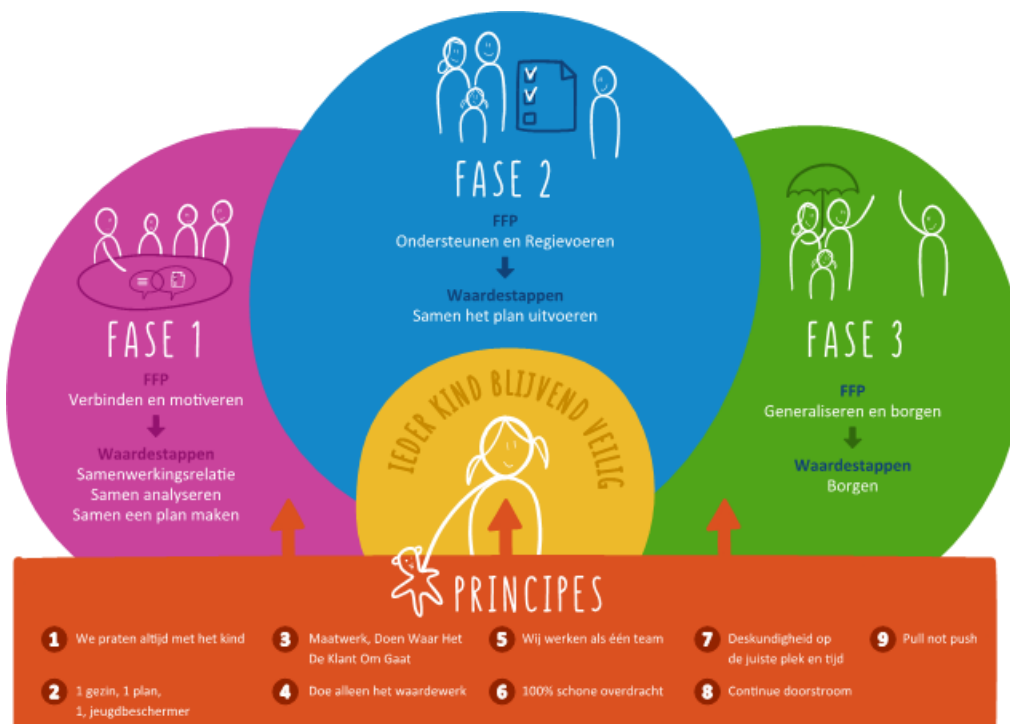 FASE 1
FFP
Verbinden en motiveren
Waardestappen
Samenwerkingsrelatie
Samen analyseren
Samen een plan maken
FASE 2
FFP
Ondersteunen en Regievoeren
Waardestappen
Samen het plan uitvoeren
FASE 3
FFP
Generaliseren en borgen
Waardestappen
Borgen
IEDER KIND BLIJVEND VEILIG
PRINCIPES
1 We praten altijd met het kind
2 1 gezin, 1 plan,
1, jeugdbeschermer
3 Maatwerk, Doen Waar Het
De Klant Om Gaat
4 Doe alleen het waardewerk
5 Wij werken als één team
6 100% schone overdracht
7 Deskundigheid op
de juiste plek en tijd
8 Continue doorstroom
9 Pull not push